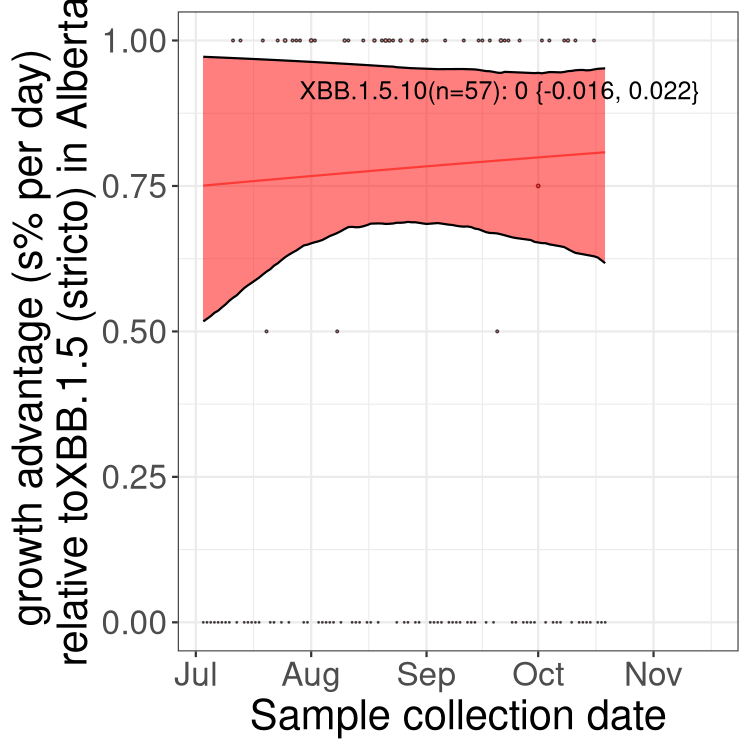 growth advantage (s% per day)
relative toXBB.1.5 (stricto) in Alberta
1.00
XBB.1.5.10(n=57): 0 {-0.016, 0.022}
0.75
0.50
0.25
0.00
Jul Aug Sep Oct Nov
Sample collection date